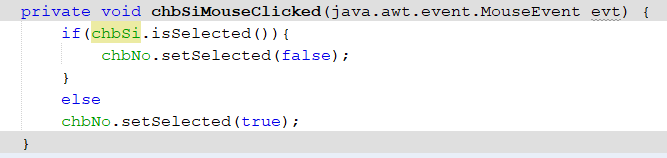 private void chbSiMouseClicked(java.awt.event.MouseEvent evt) {
if(chbSi.isSelected()){
chbNo.setSelected(false);
}
else
chbNo.setSelected(true);
}